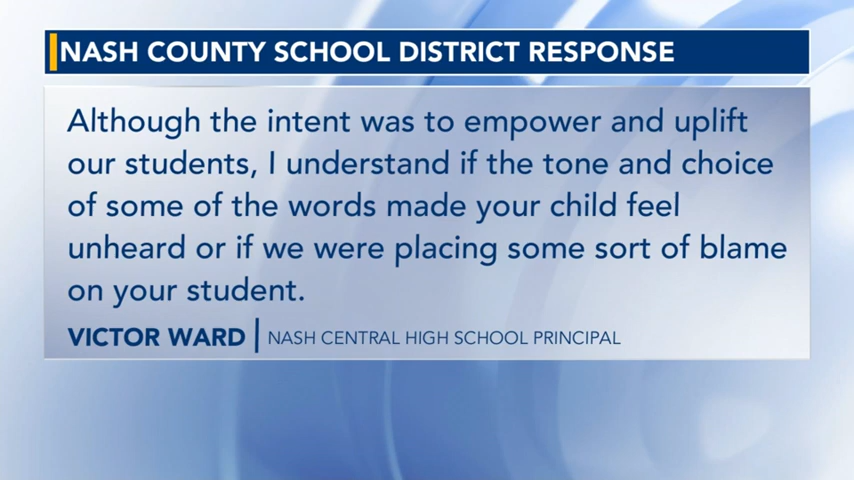 NASH COUNTY SCHOOL DISTRICT RESPONSE
Although the intent was to empower and uplift
our students, I understand if the tone and choice
of some of the words made your child feel
unheard or if we were placing some sort of blame
on your student.
VICTOR WARD | NASH CENTRAL HIGH SCHOOL PRINCIPAL